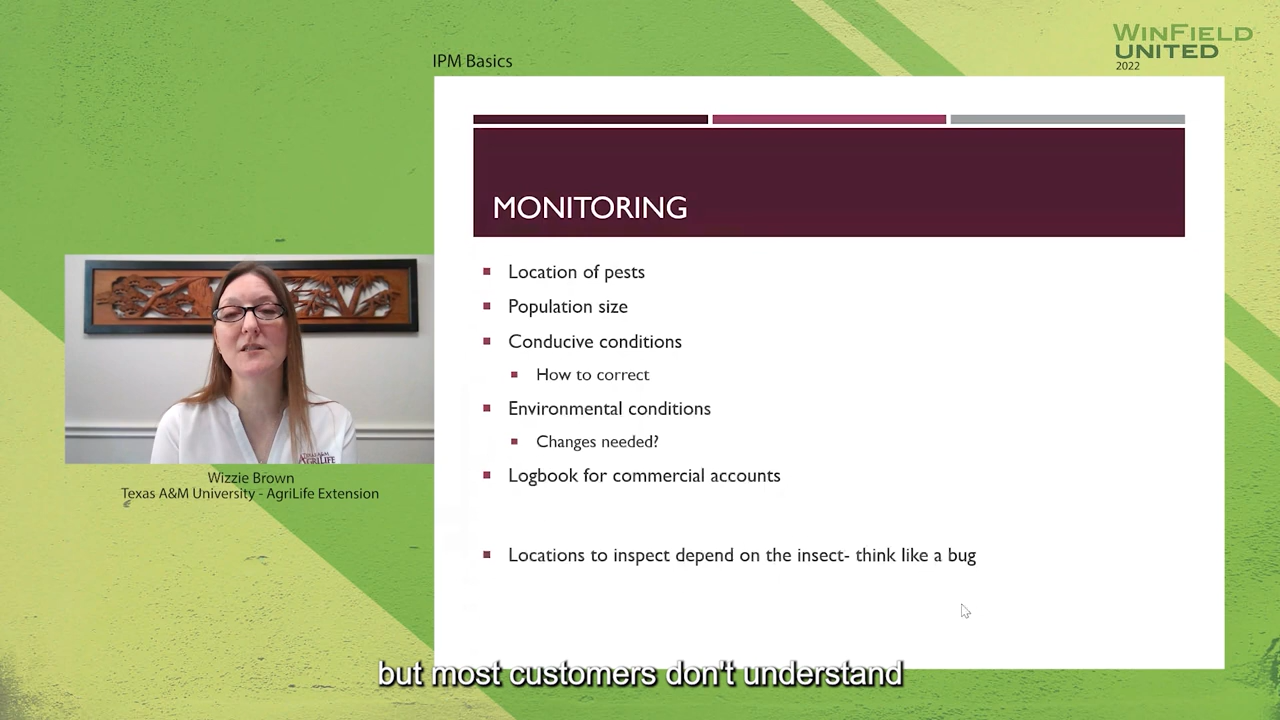 WINFIELD
UNITED
2022
IPM Basics
MONITORING
Location of pests
Population size
Conducive conditions
How to correct
Environmental conditions
Changes needed?
Logbook for commercial accounts
Locations to inspect depend on the insect- think like a bug
TEXAS A&M
AGRILIFE
Wizzie Brown
Texas A&M University - AgriLife Extension
but most customers don't understand